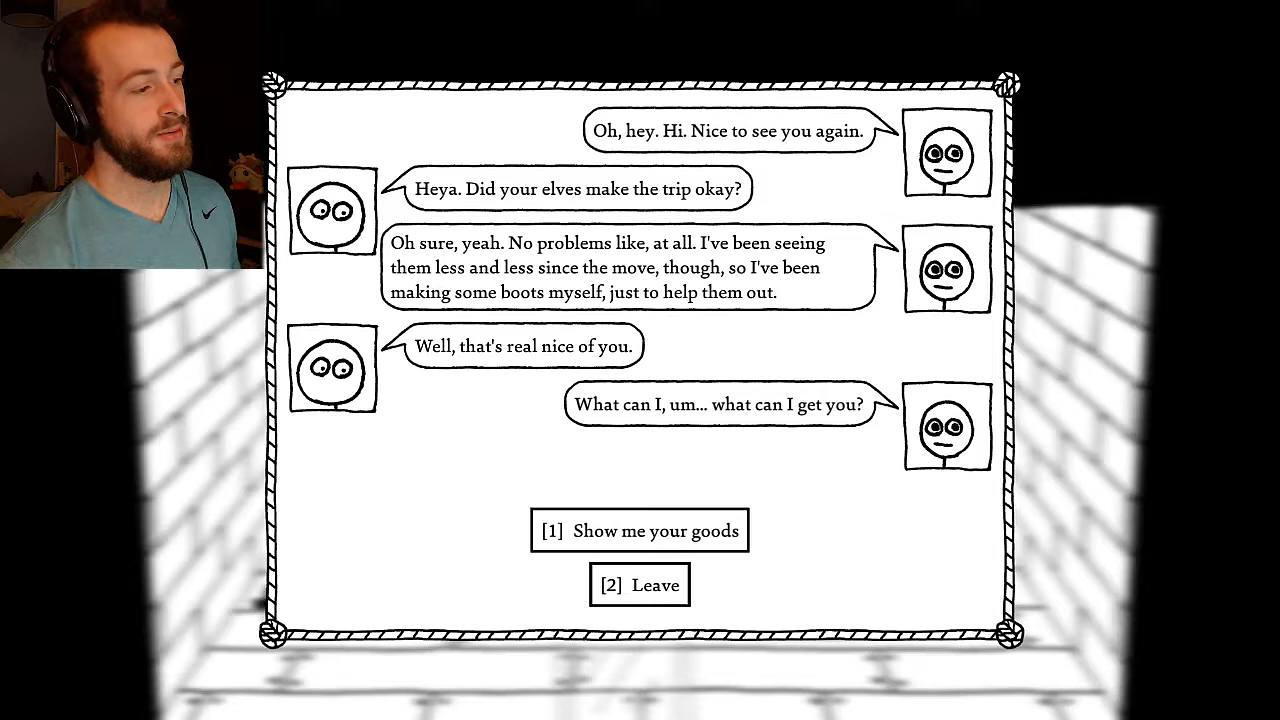 Oh, hey. Hi. Nice to see you again.
Heya. Did your elves make the trip okay?
Oh sure, yeah. No problems like, at all. I've been seeing
them less and less since the move, though, so I've been
making some boots myself, just to help them out.
Well, that's real nice of you.
What can I, um... what can I get you?
[1] Show me your goods
[2] Leave